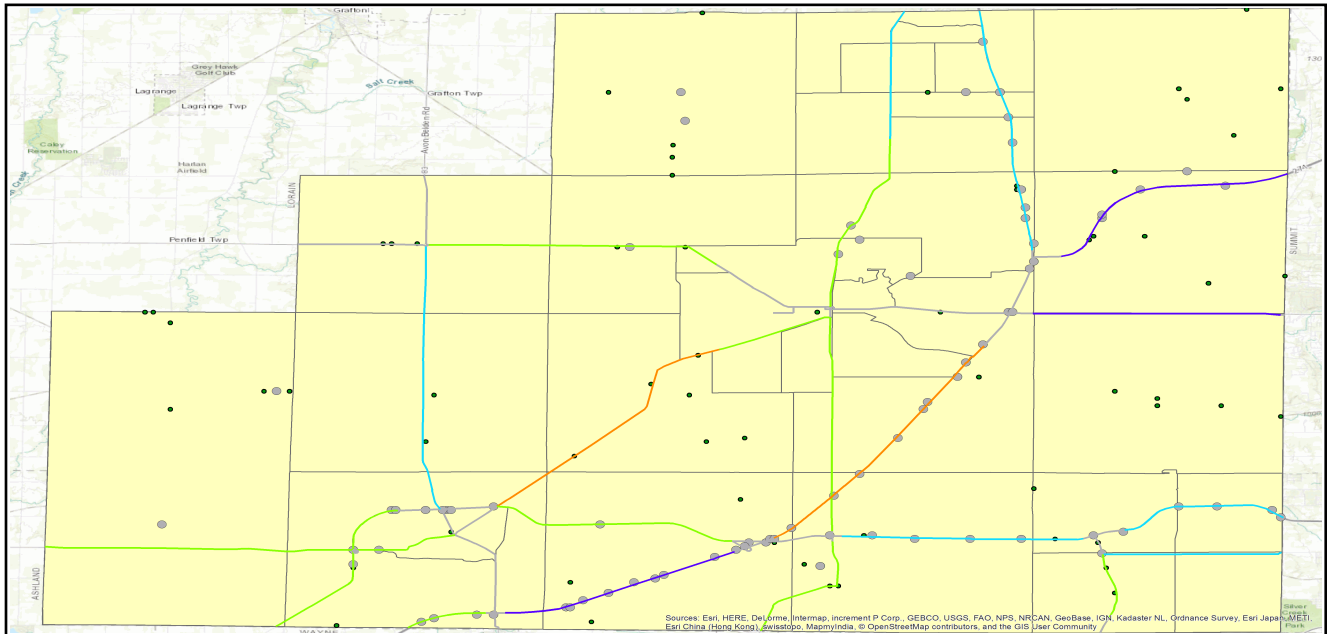 Grafton
Grey Hawk
Golf Club
Salt Creek
Lagrange
Grafton Twp
Lagrange Twp
Avon Belden Rd
130
Caley
Reservation
Harlan
Airfield
83
LORAIN
Penfield Twp
SUMMIT
ASHLAND
WAYNE
Silver
Creek
Park
Sources: Esri, HERE, DeLorme, Intermap, increment P Corp., GEBCO, USGS, FAO, NPS, NRCAN, GeoBase, IGN, Kadaster NL, Ordnance Survey, Esri Japan, METI,
Esri China (Hong Kong), swisstopo, MapmyIndia, © OpenStreetMap contributors, and the GIS User Community